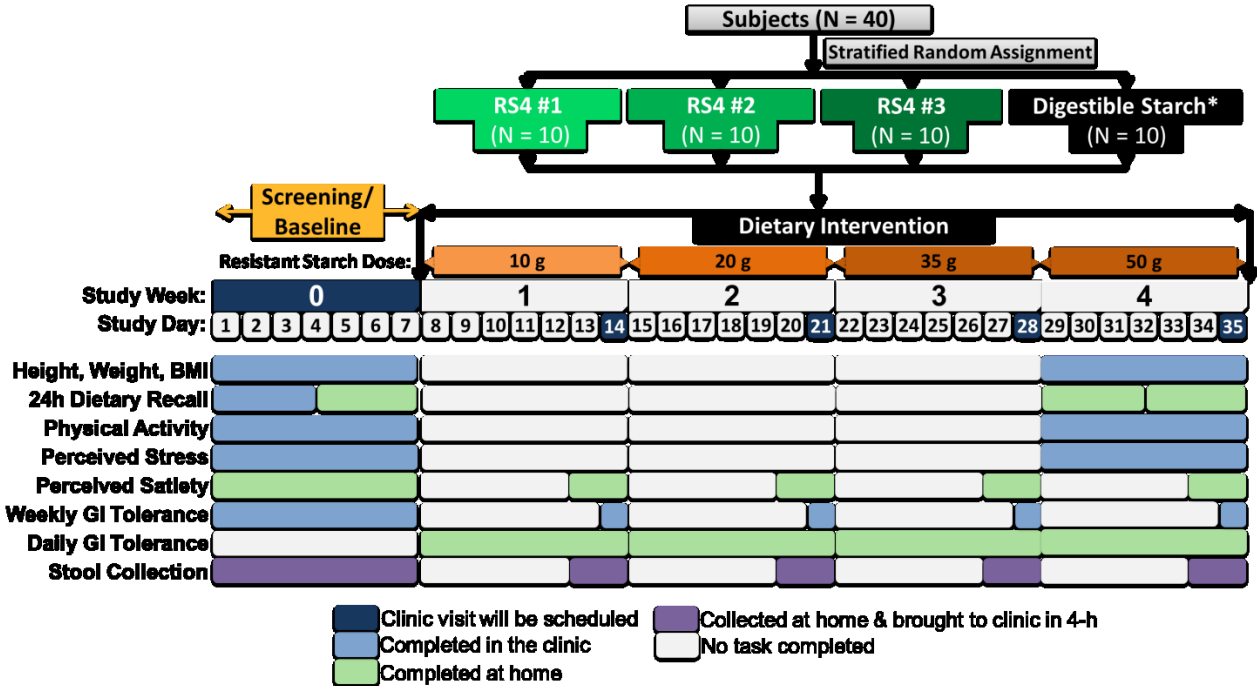 Subjects (N = 40)
Stratified Random Assignment
RS4 #1
(N = 10)
RS4 #2
(N = 10)
RS4 #3
(N = 10)
Digestible Starch*
(N = 10)
Screening/
Baseline
Dietary Intervention
Resistant Starch Dose: 10 g 20 g 35 g 50 g
Study Week: 0 1 2 3 4
Study Day: 1 2 3 4 5 6 7 8 9 10 11 12 13 14 15 16 17 18 19 20 21 22 23 24 25 26 27 28 29 30 31 32 33 34 35
Height, Weight, BMI
24h Dietary Recall
Physical Activity
Perceived Stress
Perceived Satiety
Weekly GI Tolerance
Daily GI Tolerance
Stool Collection
Clinic visit will be scheduled
Completed in the clinic
Completed at home
Collected at home & brought to clinic in 4-h
No task completed